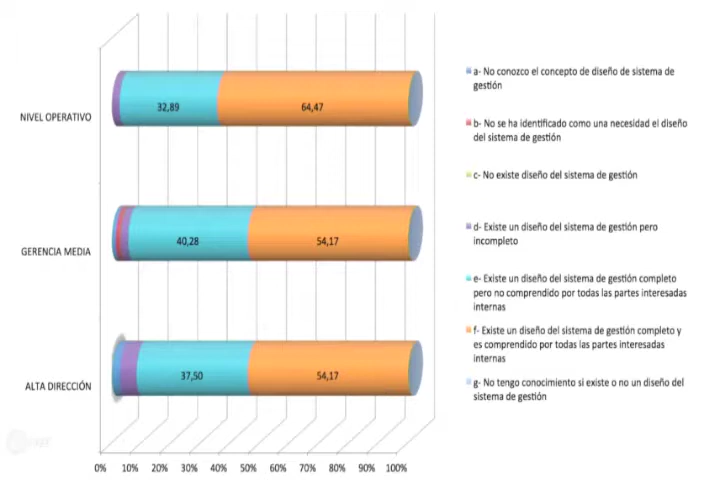 NIVEL OPERATIVO
32,89
64,47
GERENCIA MEDIA
40,28
54,17
ALTA DIRECCIÓN
37,50
54,17
0% 10% 20% 30% 40% 50% 60% 70% 80% 90% 100%
a- No conozco el concepto de diseño de sistema de
gestión
b- No se ha identificado como una necesidad el diseño
del sistema de gestión
c- No existe diseño del sistema de gestión
d- Existe un diseño del sistema de gestión pero
incompleto
e- Existe un diseño del sistema de gestión completo
pero no comprendido por todas las partes interesadas
internas
f- Existe un diseño del sistema de gestión completo y
es comprendido por todas las partes interesadas
internas
g- No tengo conocimiento si existe o no un diseño del
sistema de gestión